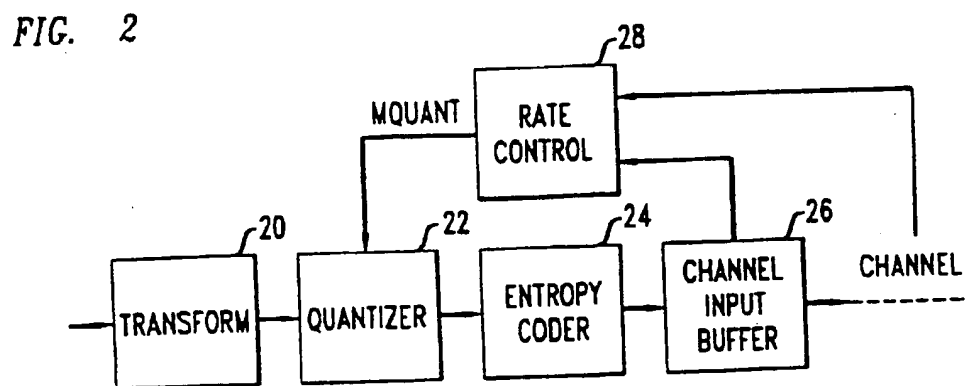 FIG. 2
28
MQUANT
RATE
CONTROL
20
22
24
26
TRANSFORM
QUANTIZER
ENTROPY
CODER
CHANNEL
INPUT
BUFFER
CHANNEL